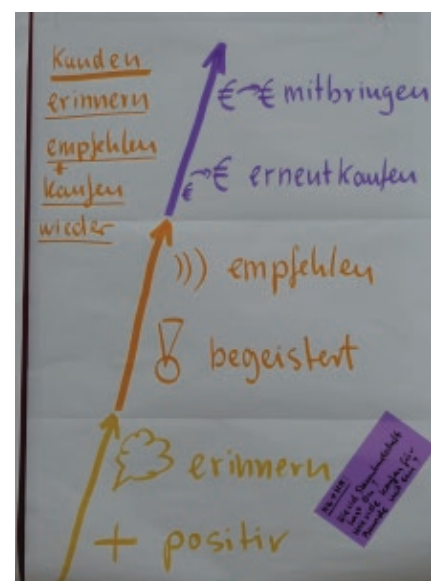 Kunden
erinnern
empfehlen
+
kaufen
wieder
€ → € mitbringen
€ → € erneut kaufen
))) empfehlen
begeistert
erinnern
+ positiv